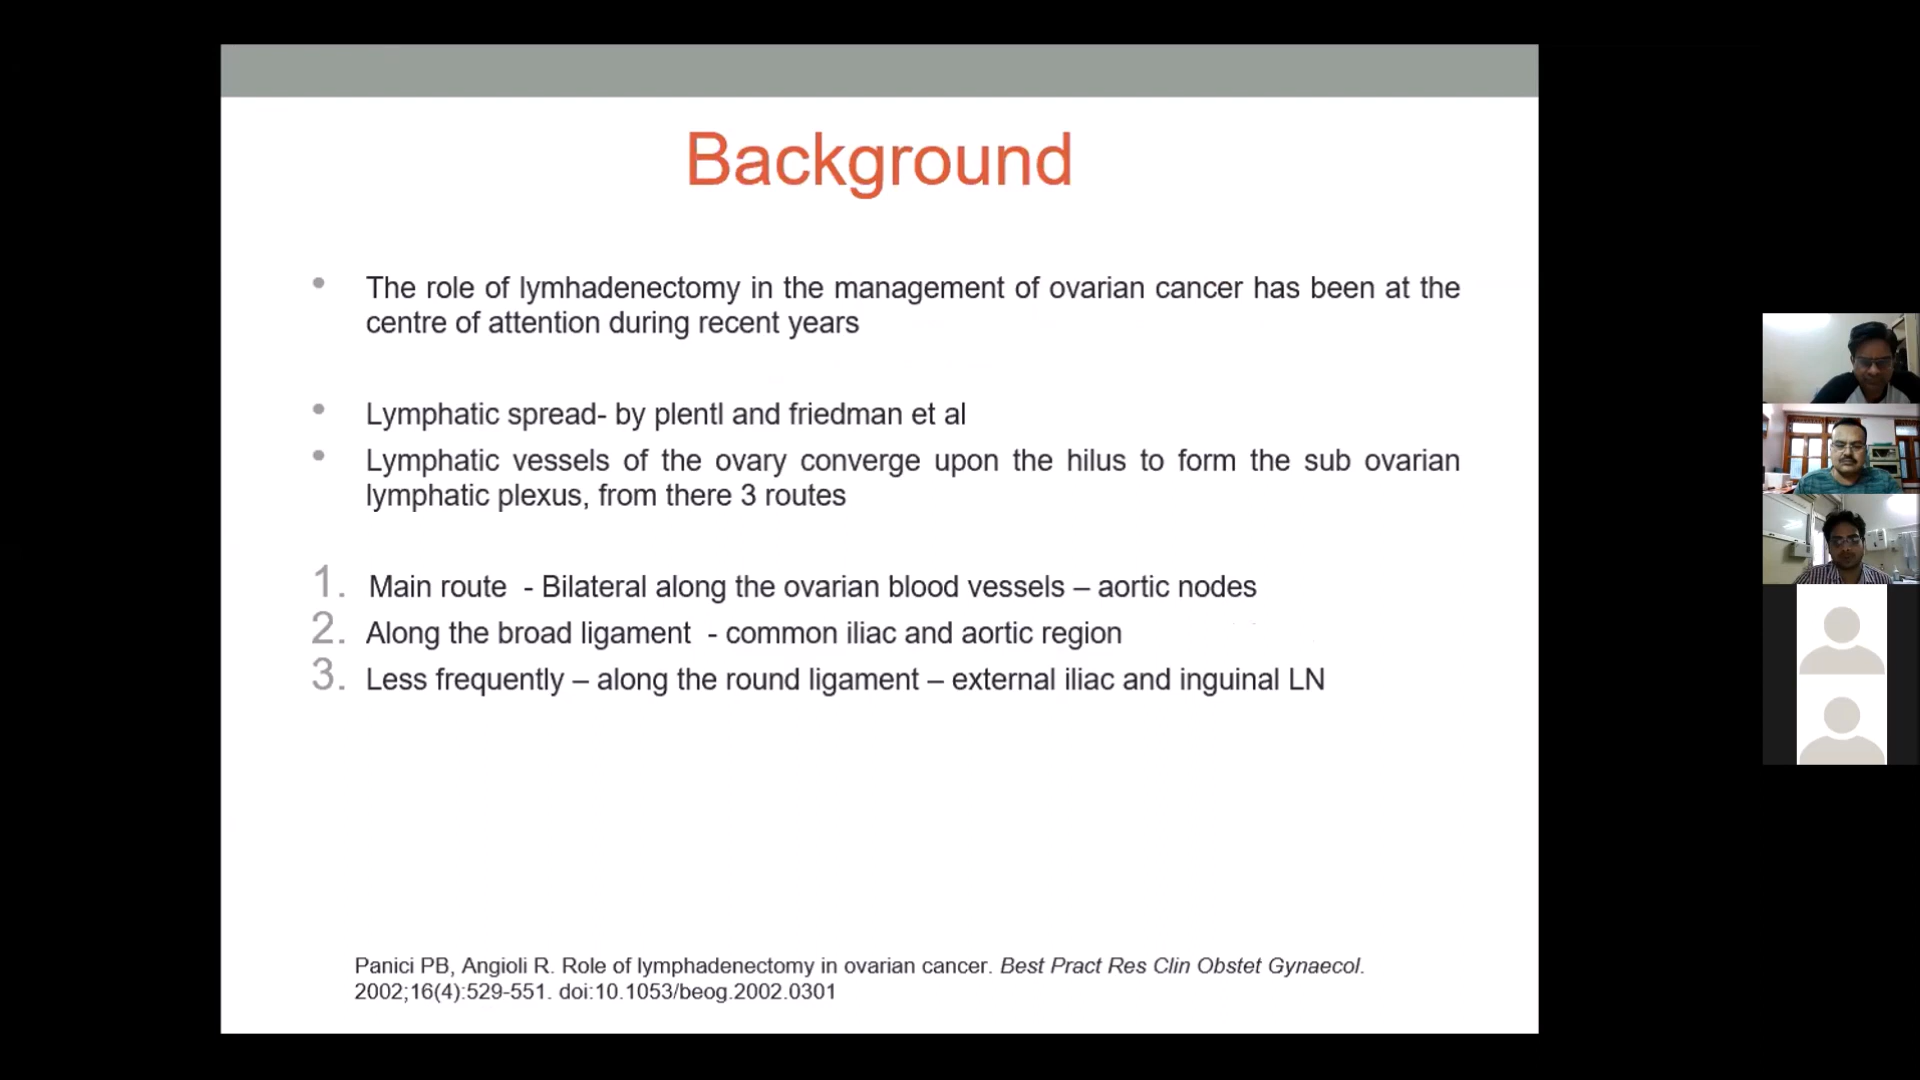 Background
• The role of lymhadenectomy in the management of ovarian cancer has been at the
centre of attention during recent years
• Lymphatic spread- by plentl and friedman et al
• Lymphatic vessels of the ovary converge upon the hilus to form the sub ovarian
lymphatic plexus, from there 3 routes
1. Main route - Bilateral along the ovarian blood vessels – aortic nodes
2. Along the broad ligament - common iliac and aortic region
3. Less frequently – along the round ligament – external iliac and inguinal LN
Panici PB, Angioli R. Role of lymphadenectomy in ovarian cancer. Best Pract Res Clin Obstet Gynaecol.
2002;16(4):529-551. doi:10.1053/beog.2002.0301